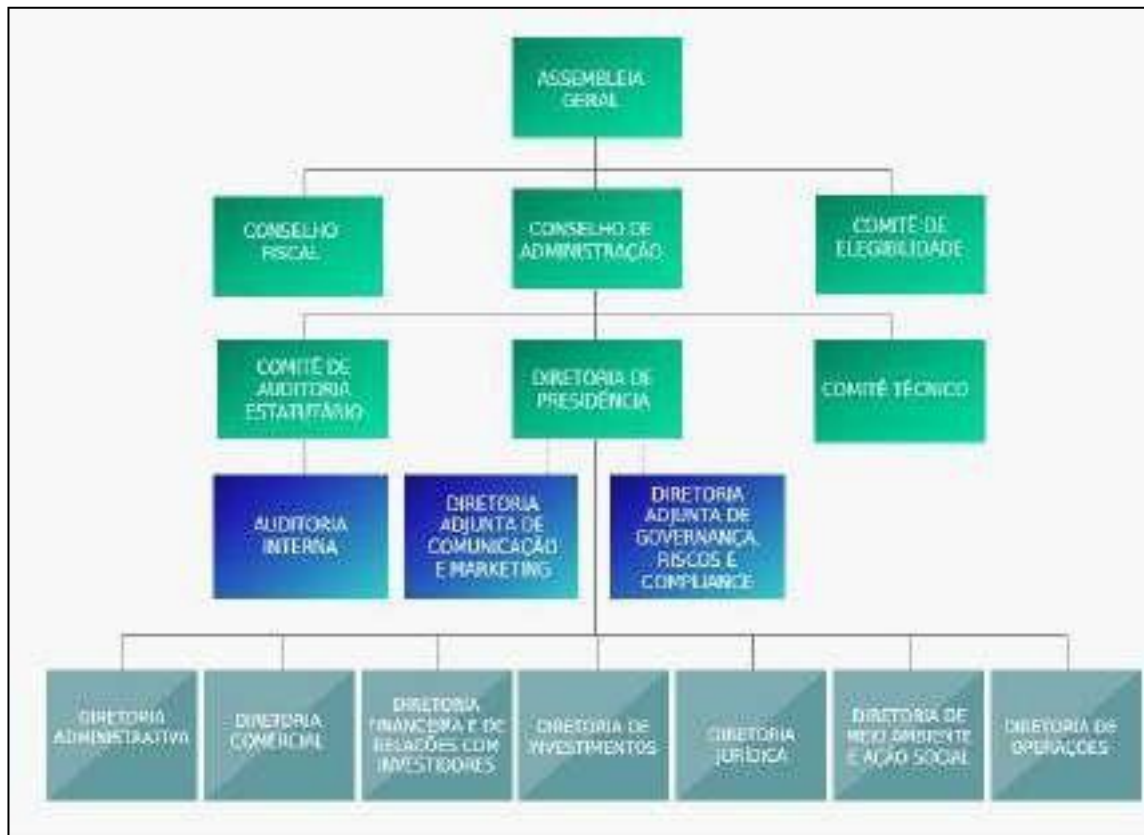 ASSEMBLEIA
GERAL
CONSELHO
FISCAL
CONSELHO DE
ADMINISTRAÇÃO
COMITÊ DE
ELEGIBILIDADE
COMITÊ DE
AUDITORIA
ESTATUTÁRIO
DIRETORIA DE
PRESIDÊNCIA
COMITÊ TÉCNICO
AUDITORIA
INTERNA
DIRETORIA
ADJUNTA DE
COMUNICAÇÃO
E MARKETING
DIRETORIA
ADJUNTA DE
GOVERNANÇA,
RISCOS E
COMPLIANCE
DIRETORIA
ADMINISTRATIVA
DIRETORIA
COMERCIAL
DIRETORIA
FINANCEIRA E DE
RELAÇÕES COM
INVESTIDORES
DIRETORIA DE
INVESTIMENTOS
DIRETORIA
JURÍDICA
DIRETORIA DE
MEIO AMBIENTE
E AÇÃO SOCIAL
DIRETORIA DE
OPERAÇÕES